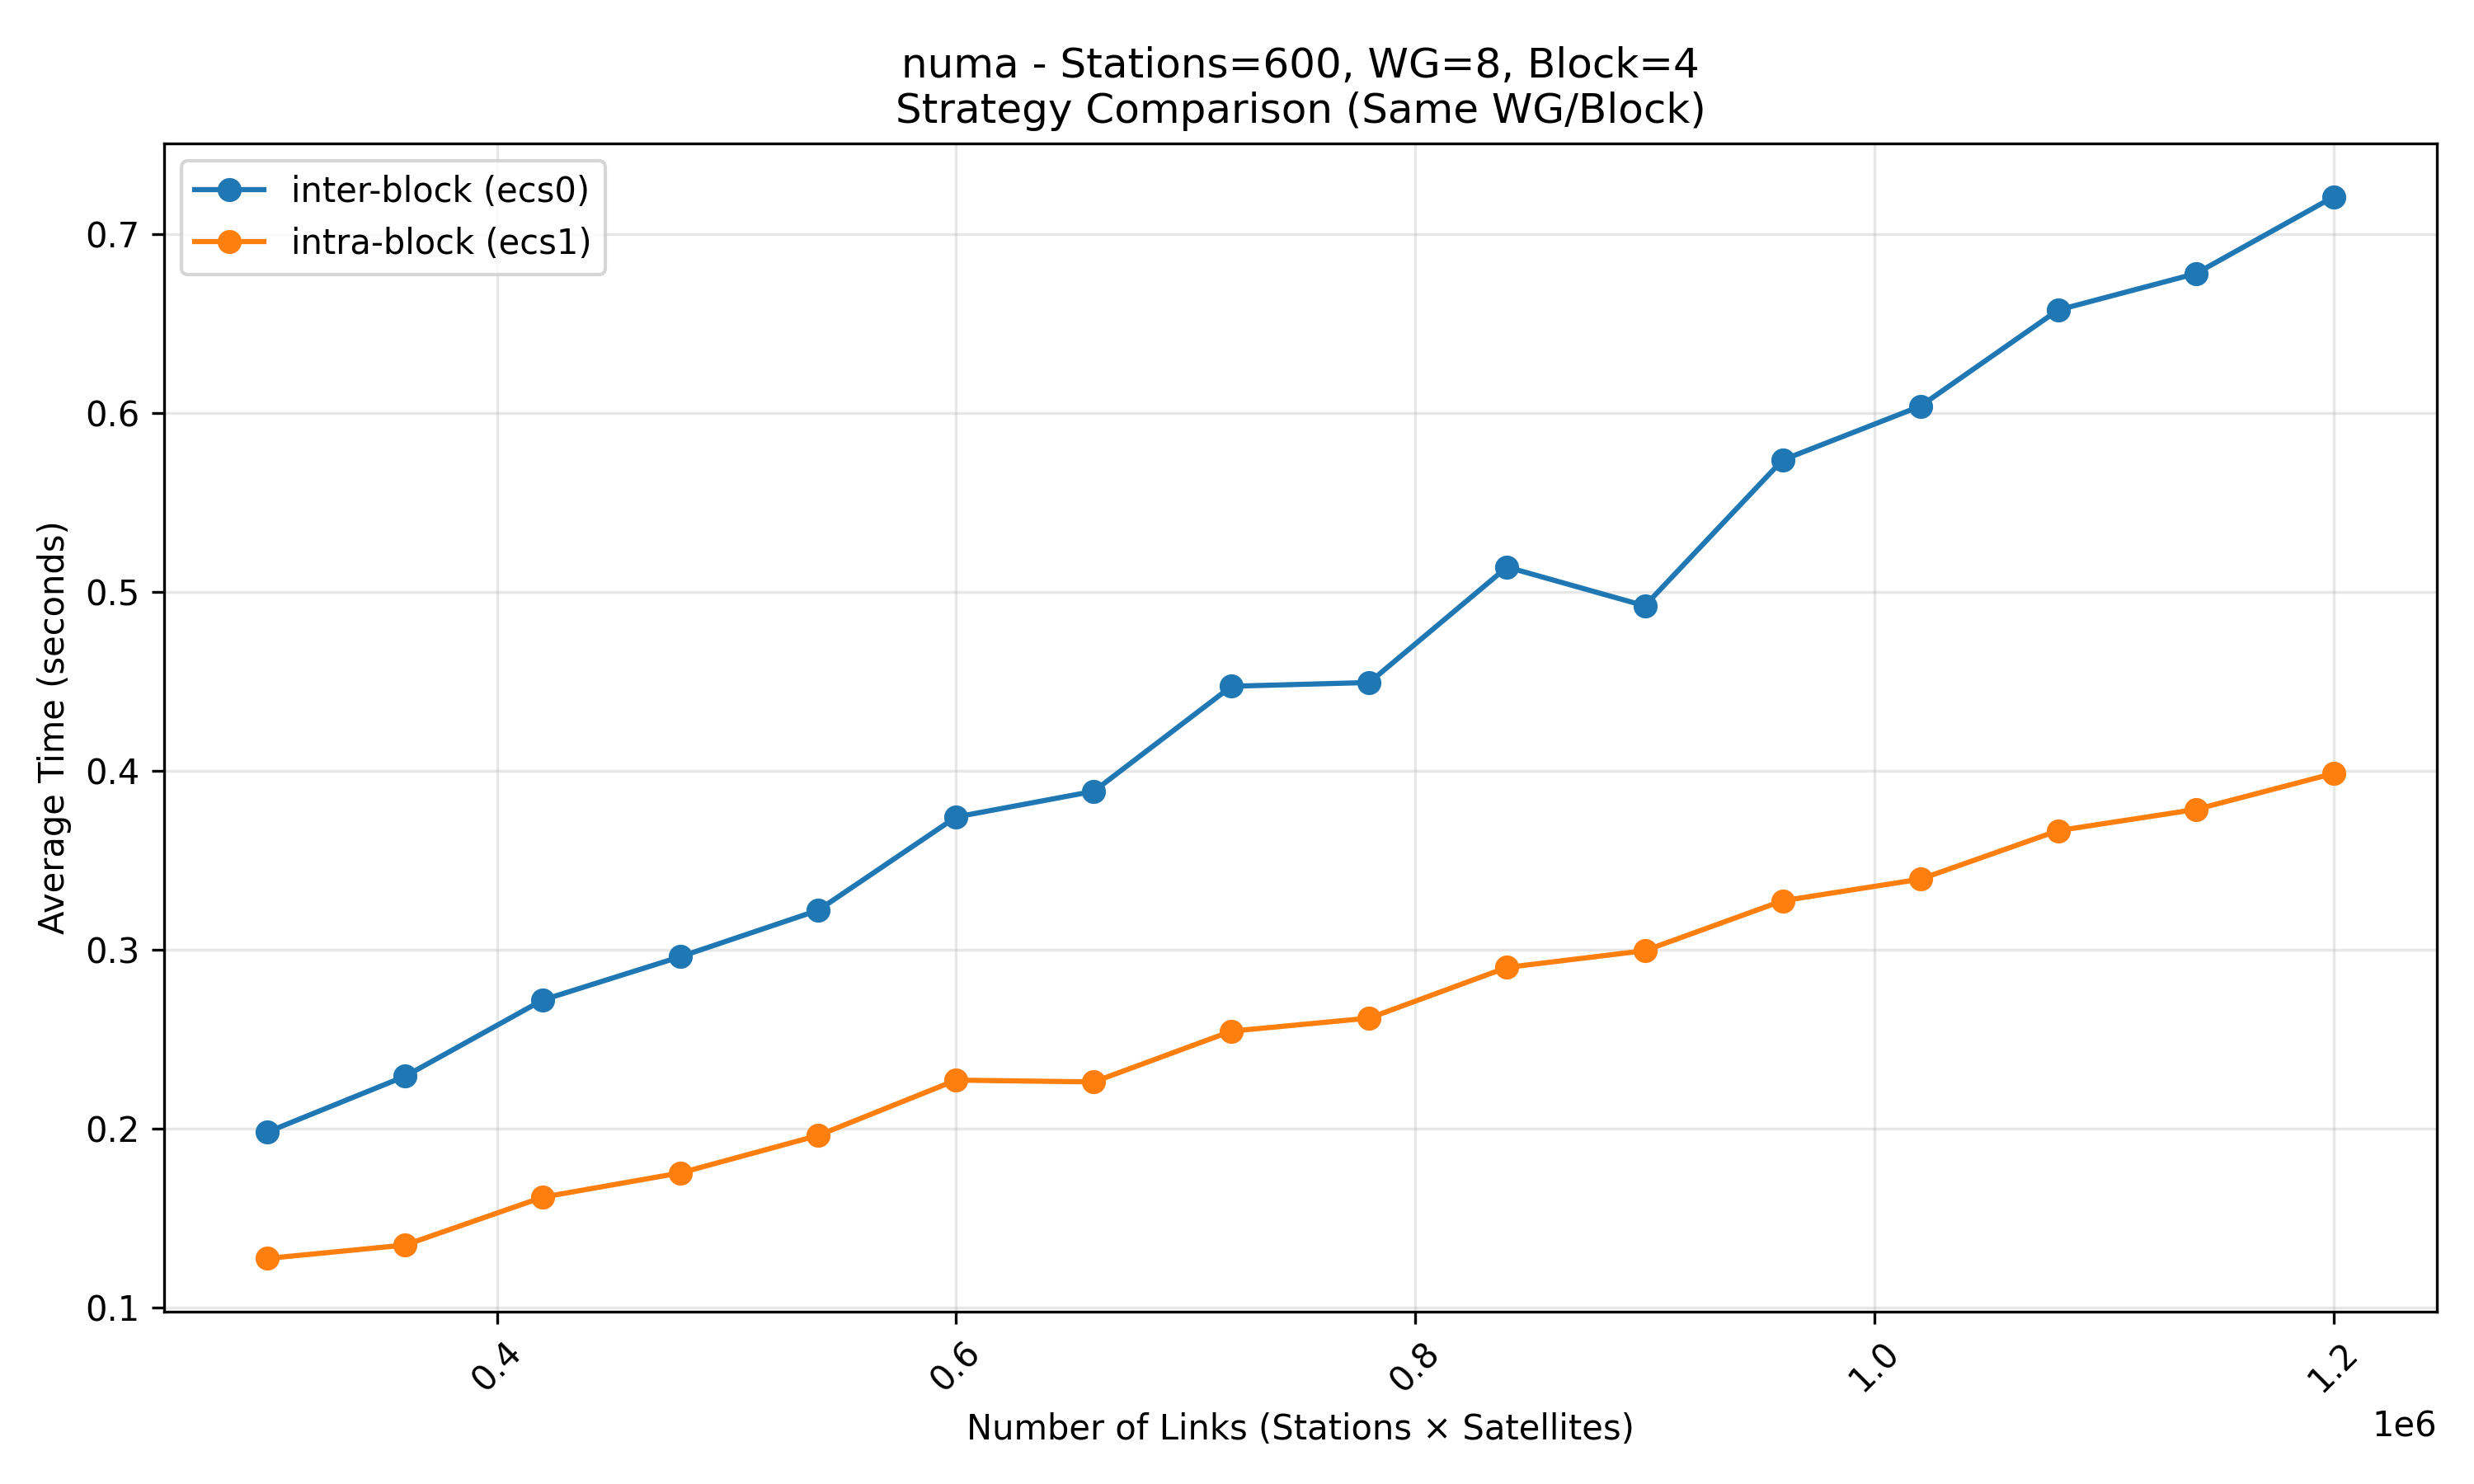 numa - Stations=600, WG=8, Block=4
Strategy Comparison (Same WG/Block)
inter-block (ecs0)
intra-block (ecs1)
Average Time (seconds)
0.7
0.6
0.5
0.4
0.3
0.2
0.1
0.4
0.6
0.8
1.0
1.2
1e6
Number of Links (Stations × Satellites)